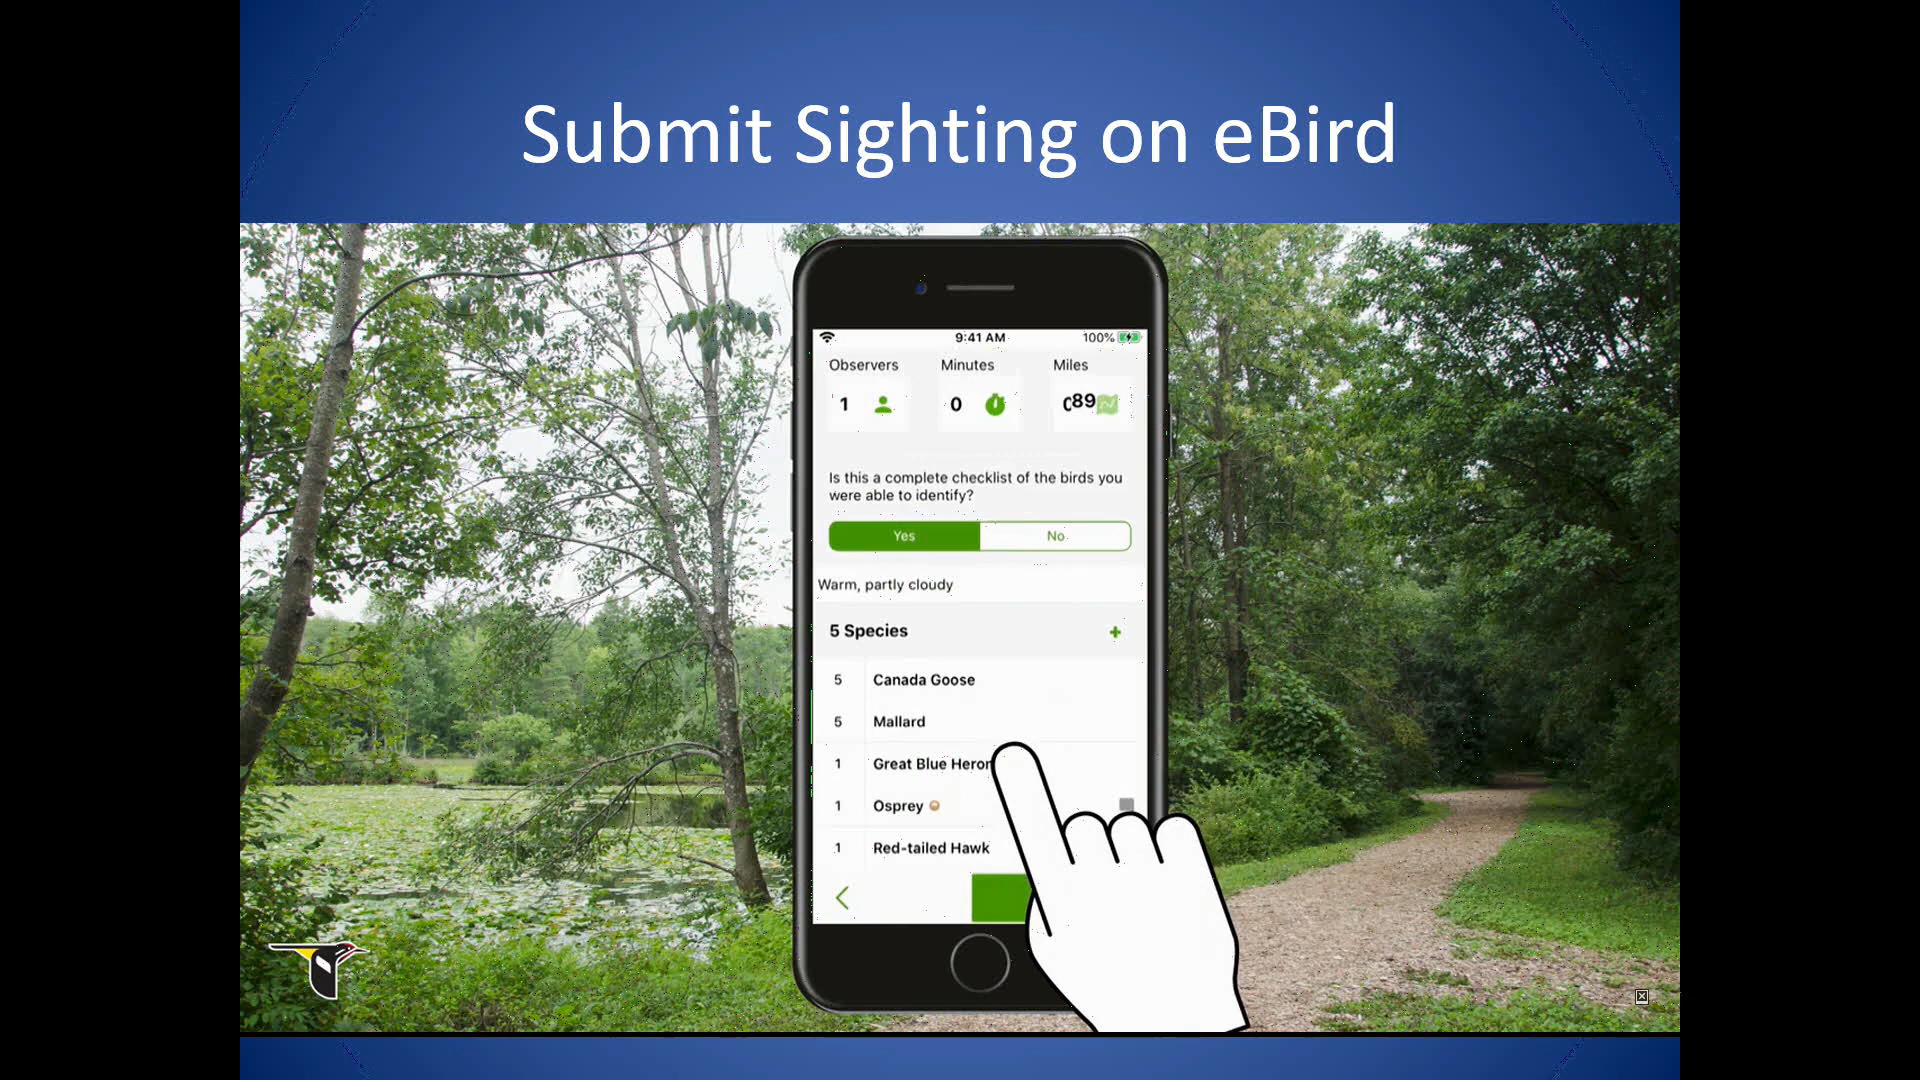 Submit Sighting on eBird
9:41 AM 100%
Observers Minutes Miles
1 0 89
Is this a complete checklist of the birds you
were able to identify?
Yes No
Warm, partly cloudy
5 Species +
5 Canada Goose
5 Mallard
1 Great Blue Heron
1 Osprey
1 Red-tailed Hawk